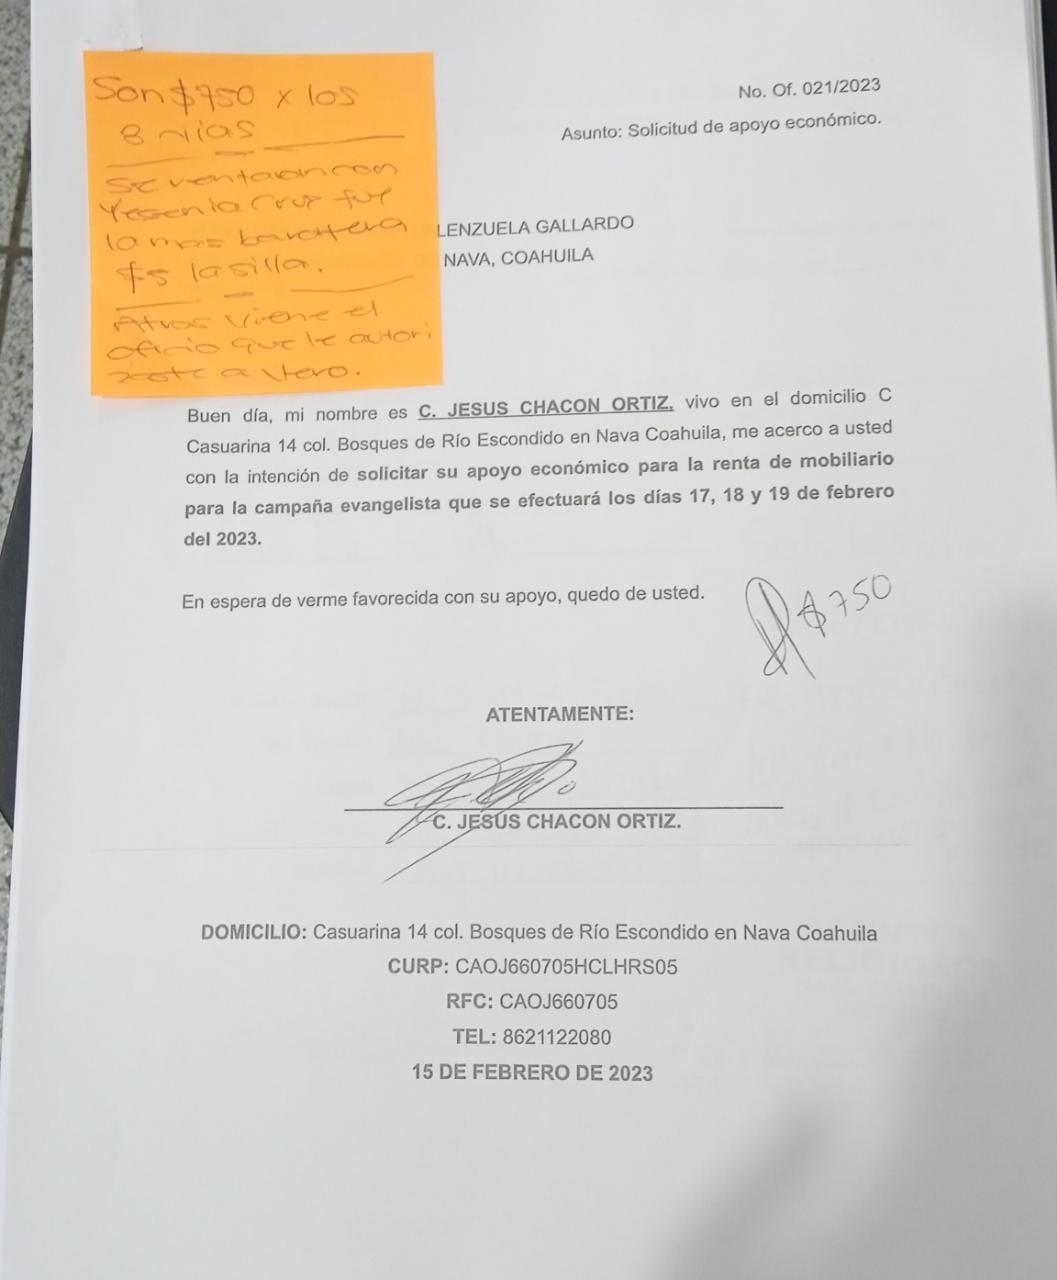 Son $750 x los
8 días
Se rentaron con
Yesenia Cruz fue
la mas baratera
$5 la silla.
Atras viene el
oficio que le autori
zaste a Vero.
No. Of. 021/2023
Asunto: Solicitud de apoyo económico.
LENZUELA GALLARDO
NAVA, COAHUILA
Buen día, mi nombre es C. JESUS CHACON ORTIZ, vivo en el domicilio C
Casuarina 14 col. Bosques de Río Escondido en Nava Coahuila, me acerco a usted
con la intención de solicitar su apoyo económico para la renta de mobiliario
para la campaña evangelista que se efectuará los días 17, 18 y 19 de febrero
del 2023.
En espera de verme favorecida con su apoyo, quedo de usted.
$750
ATENTAMENTE:
C. JESUS CHACON ORTIZ.
DOMICILIO: Casuarina 14 col. Bosques de Río Escondido en Nava Coahuila
CURP: CAOJ660705HCLHRS05
RFC: CAOJ660705
TEL: 8621122080
15 DE FEBRERO DE 2023